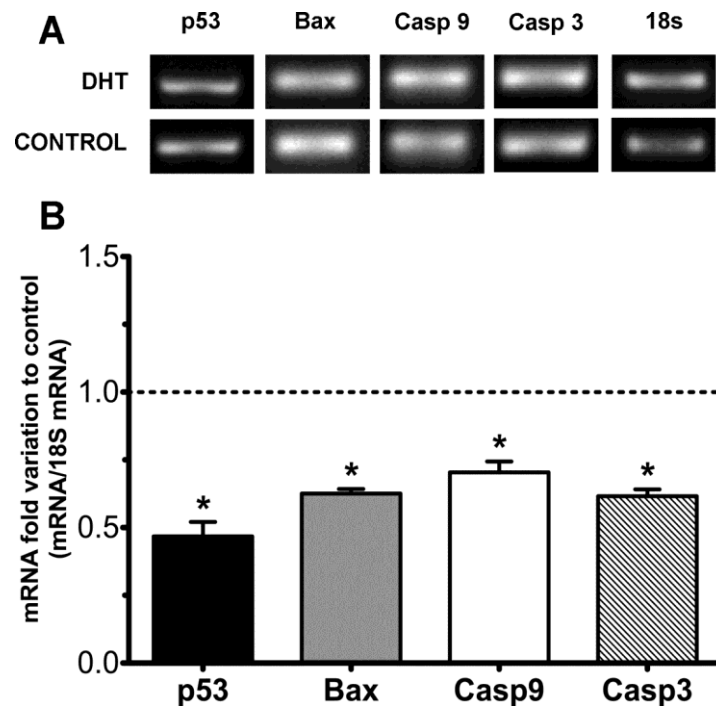 A
p53 Bax Casp 9 Casp 3 18s
DHT
CONTROL
B
mRNA fold variation to control
(mRNA/18S mRNA)
1.5
1.0
0.5
0.0
* * * *
p53 Bax Casp9 Casp3